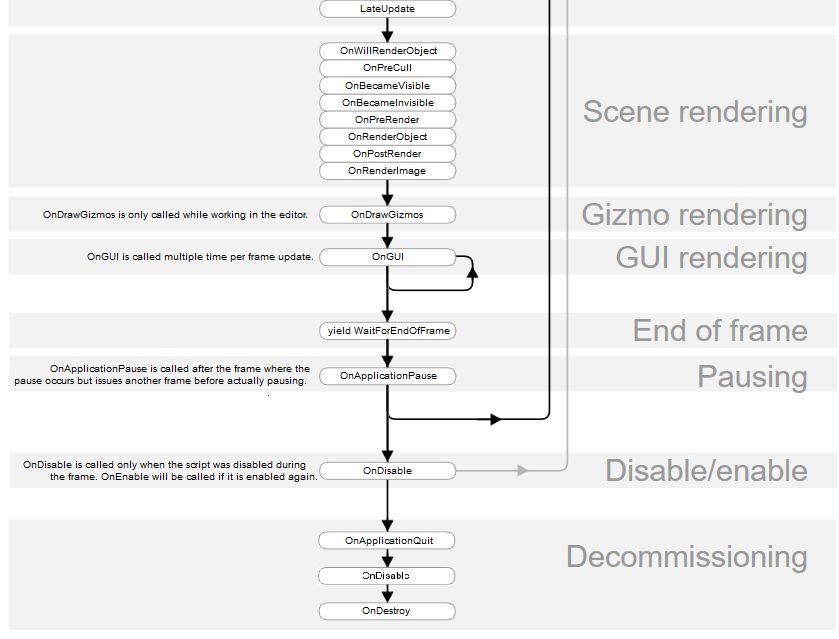 LateUpdate
OnWillRenderObject
OnPreCull
OnBecameVisible
OnBecameInvisible
OnPreRender
OnRenderObject
OnPostRender
OnRenderImage
Scene rendering
OnDrawGizmos is only called while working in the editor.
OnDrawGizmos
Gizmo rendering
OnGUI is called multiple time per frame update.
OnGUI
GUI rendering
yield WaitForEndOfFrame
End of frame
OnApplicationPause is called after the frame where the
pause occurs but issues another frame before actually pausing.
.
OnApplicationPause
Pausing
OnDisable is called only when the script was disabled during
the frame. OnEnable will be called if it is enabled again.
OnDisable
Disable/enable
OnApplicationQuit
OnDisable
OnDestroy
Decommissioning